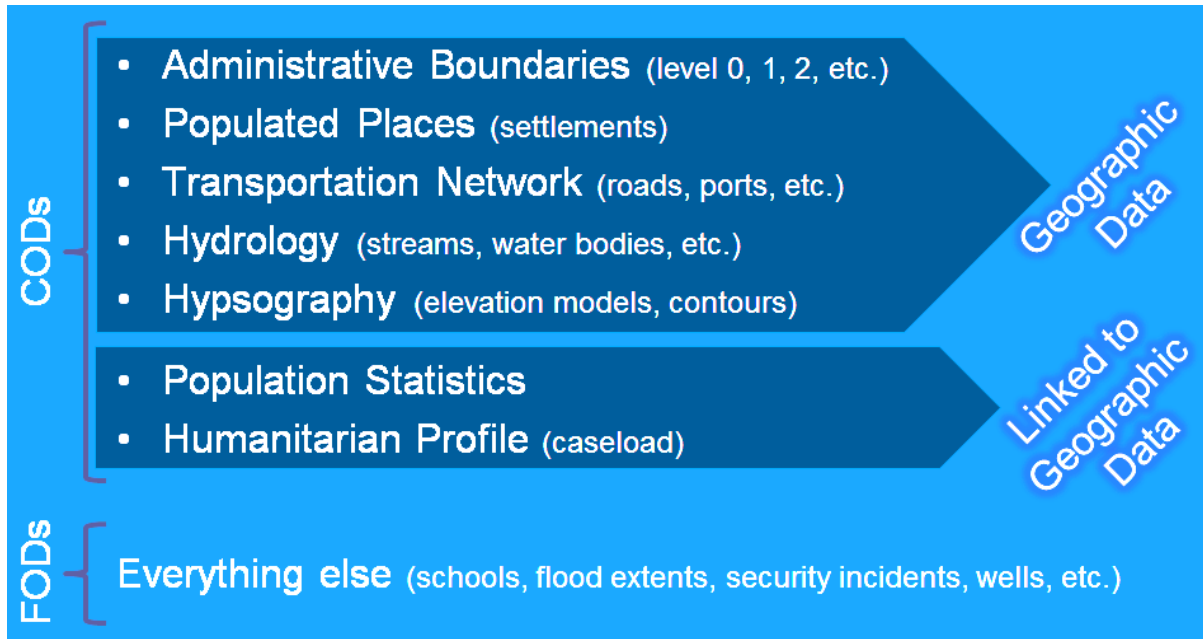 CODs
• Administrative Boundaries (level 0, 1, 2, etc.)
• Populated Places (settlements)
• Transportation Network (roads, ports, etc.)
• Hydrology (streams, water bodies, etc.)
• Hypsography (elevation models, contours)
Geographic
Data
• Population Statistics
• Humanitarian Profile (caseload)
Linked to
Geographic
Data
FODs
Everything else (schools, flood extents, security incidents, wells, etc.)